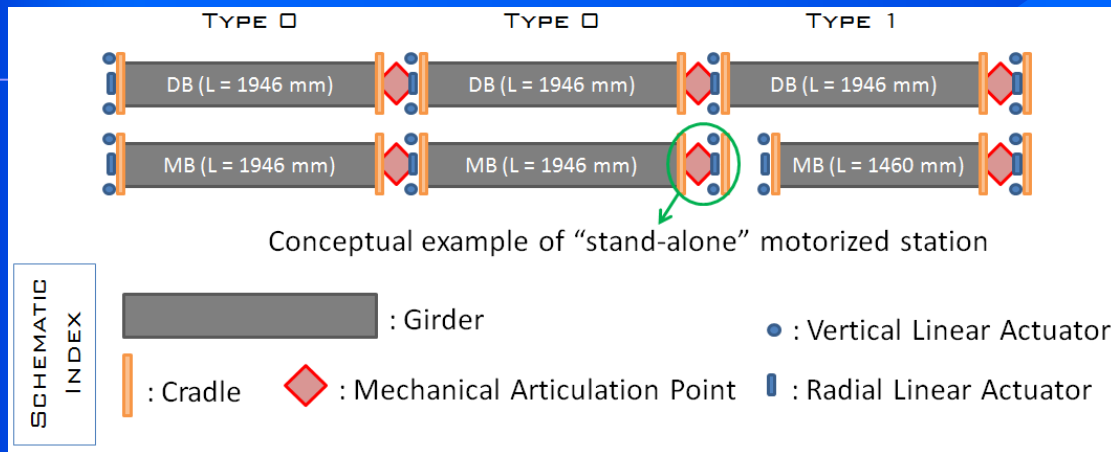 TYPE 0 TYPE 0 TYPE 1
DB (L = 1946 mm) DB (L = 1946 mm) DB (L = 1946 mm)
MB (L = 1946 mm) MB (L = 1946 mm) MB (L = 1460 mm)
Conceptual example of “stand-alone” motorized station
SCHEMATIC
INDEX
: Girder
: Vertical Linear Actuator
: Cradle
: Mechanical Articulation Point
: Radial Linear Actuator